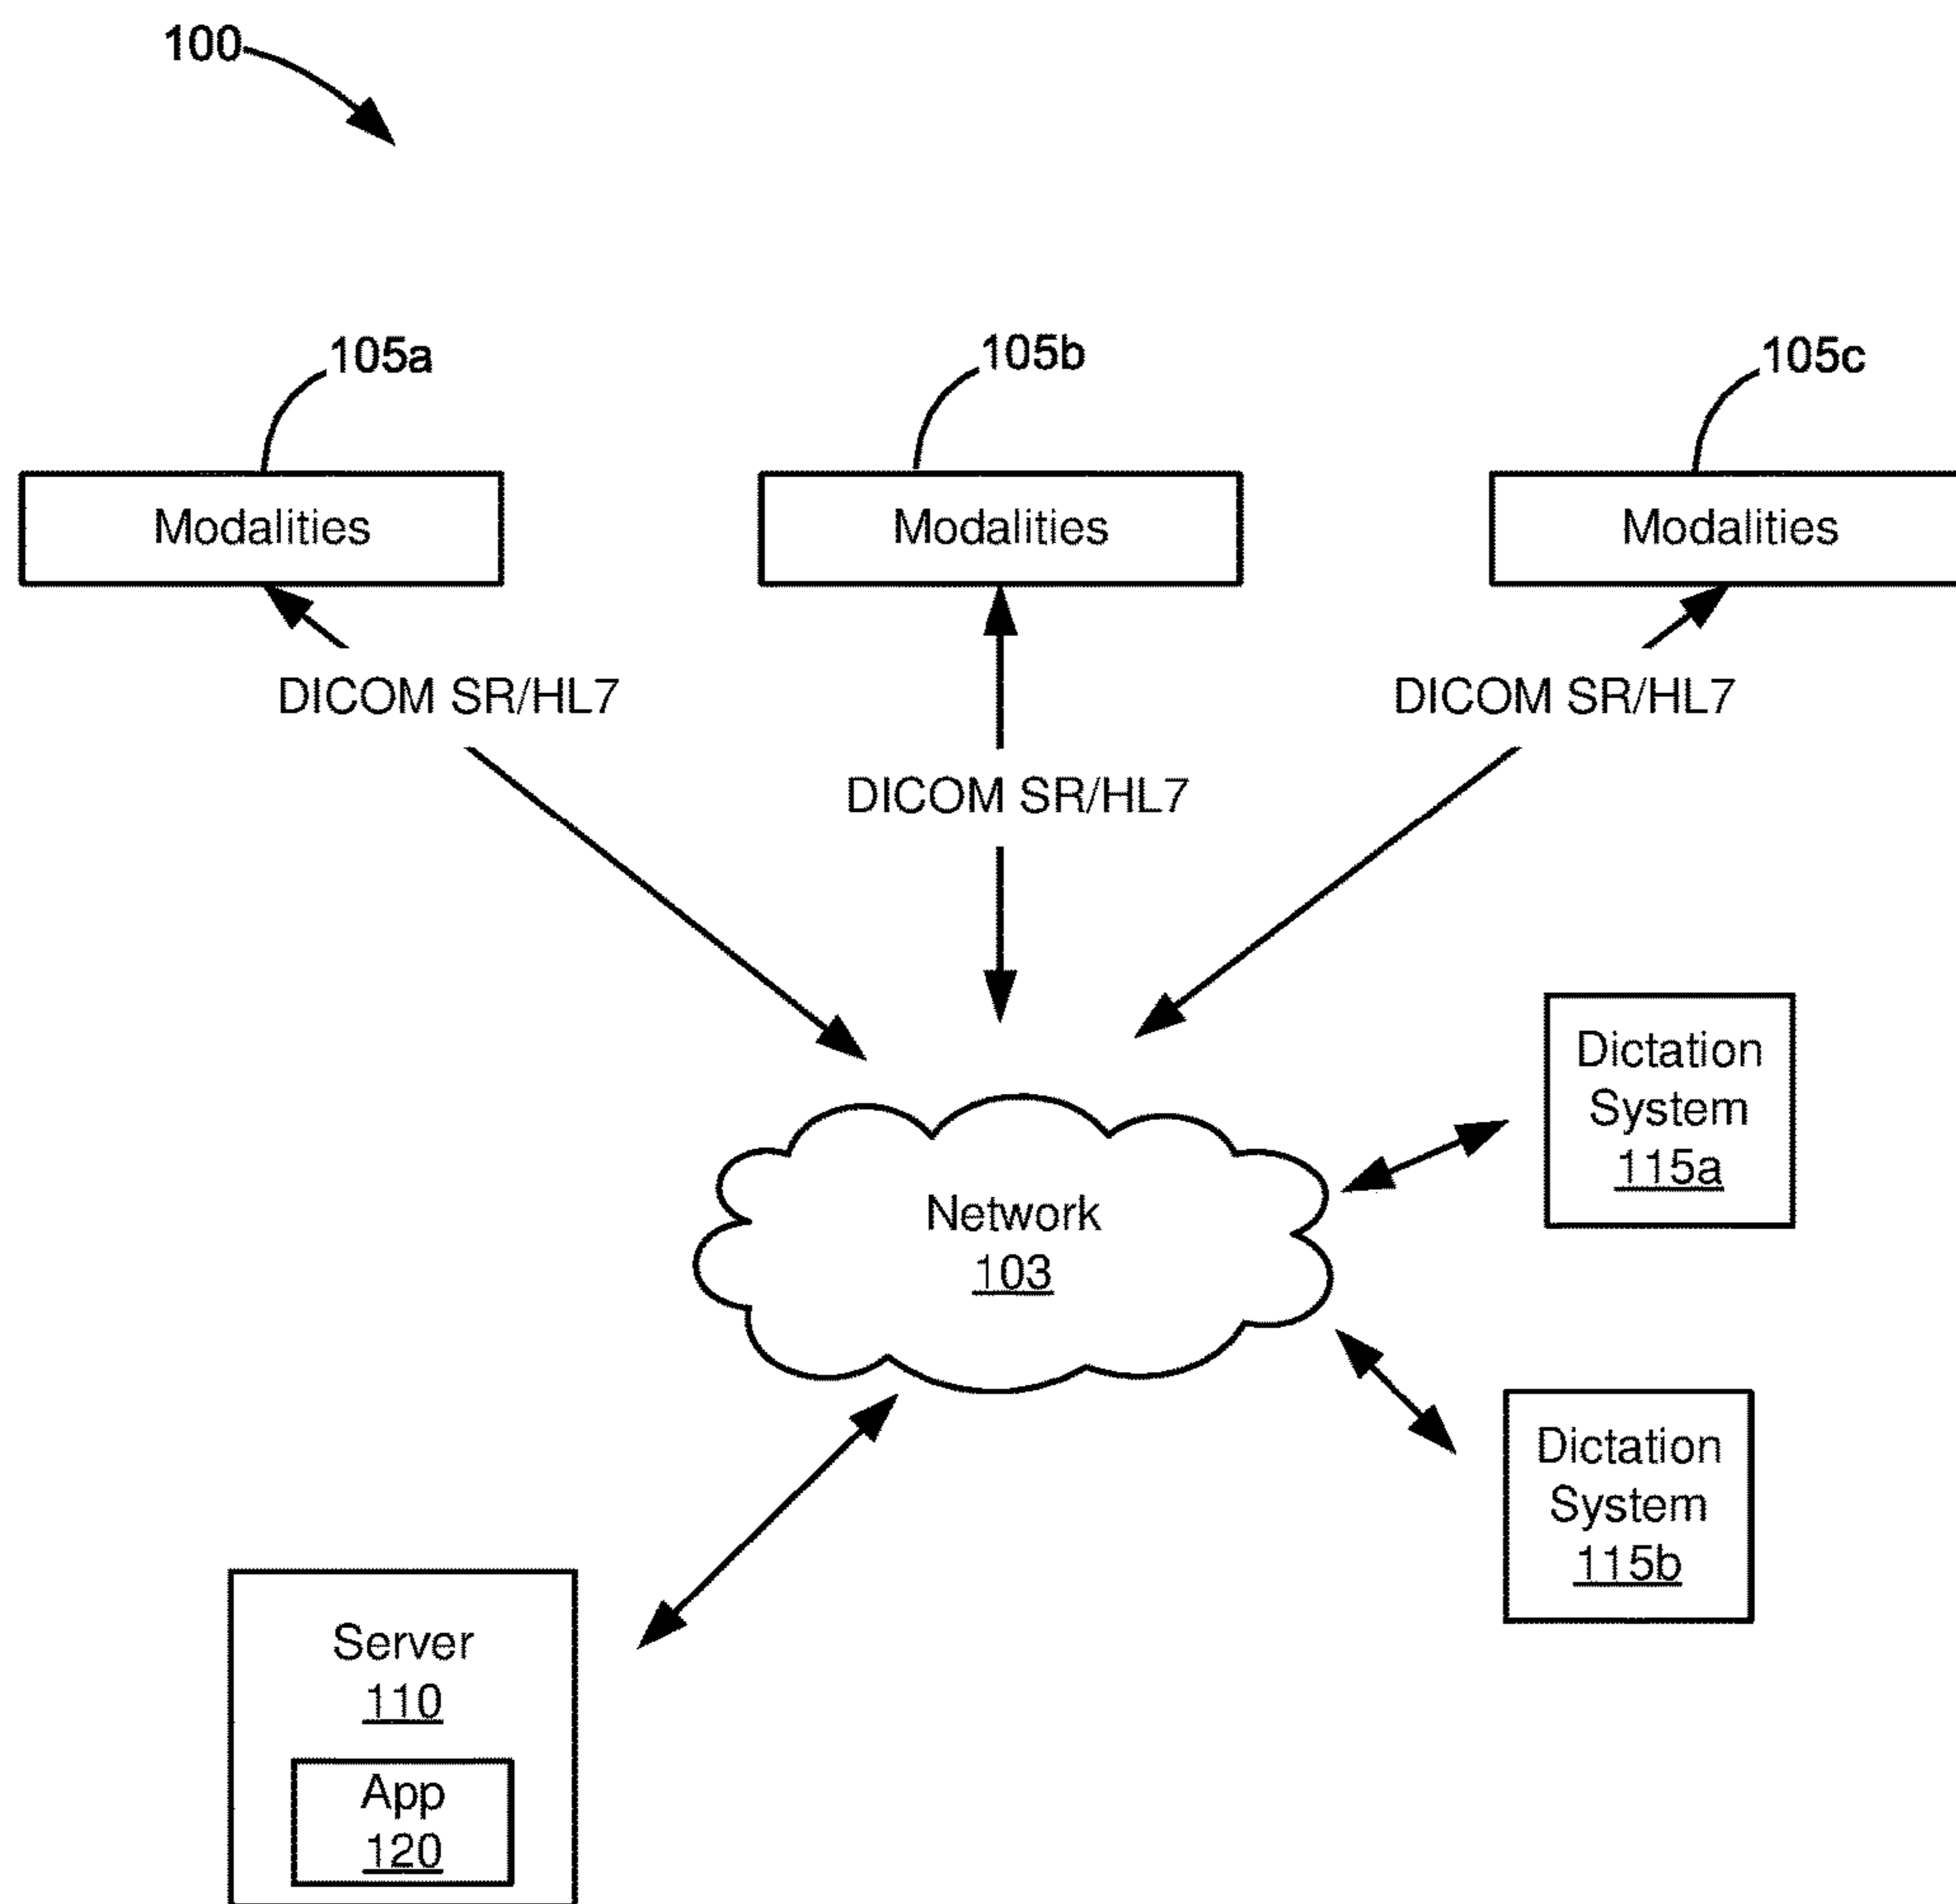 100
105a
105b
105c
Modalities
Modalities
Modalities
DICOM SR/HL7
DICOM SR/HL7
DICOM SR/HL7
Dictation
System
115a
Network
103
Dictation
System
115b
Server
110
App
120